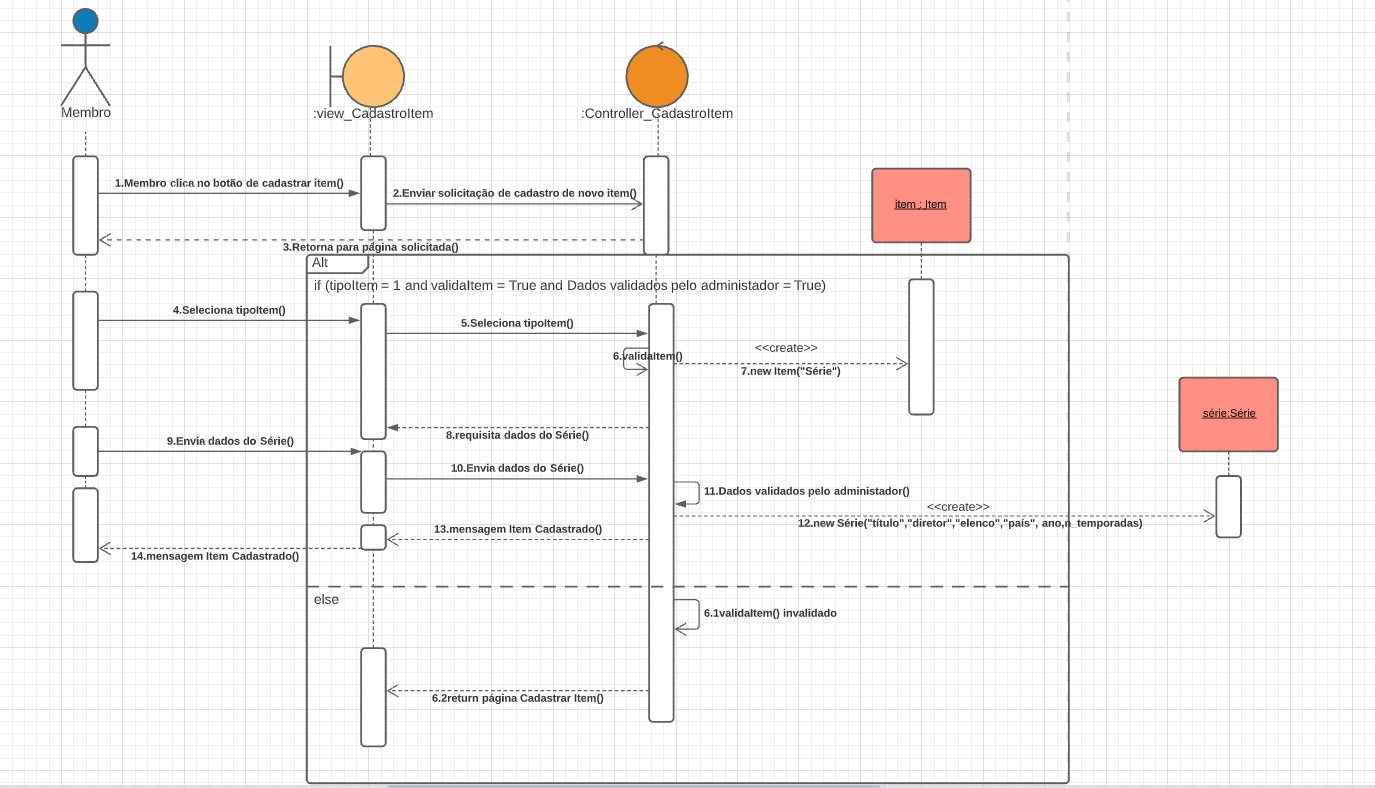 Membro
:view_CadastroItem
:Controller_CadastroItem
1.Membro clica no botão de cadastrar item()
2.Enviar solicitação de cadastro de novo item()
item : Item
3.Retorna para página solicitada()
Alt
if (tipoItem = 1 and validaItem = True and Dados validados pelo administador = True)
4.Seleciona tipoItem()
5.Seleciona tipoItem()
6.validaItem()
<<create>>
7.new Item("Série")
série:Série
8.requisita dados do Série()
9.Envia dados do Série()
10.Envia dados do Série()
11.Dados validados pelo administador()
<<create>>
12.new Série("título","diretor","elenco","país", ano,n_temporadas)
13.mensagem Item Cadastrado()
14.mensagem Item Cadastrado()
else
6.1validaItem() invalidado
6.2return página Cadastrar Item()